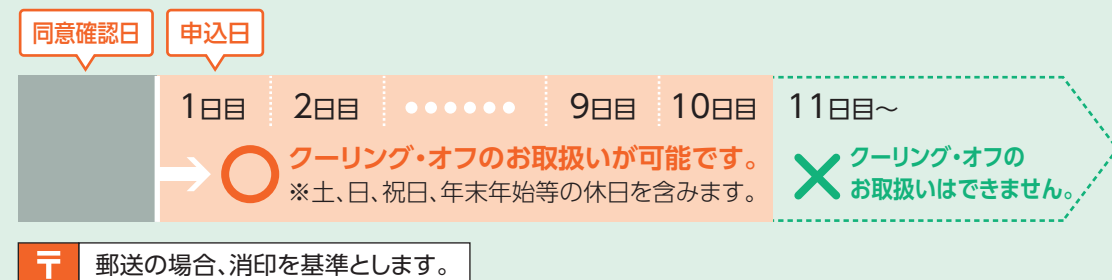 同意確認日 申込日
1日目 2日目 •••••• 9日目 10日目 11日目~
クーリング・オフのお取扱いが可能です。
※土、日、祝日、年末年始等の休日を含みます。
クーリング・オフの
お取扱いはできません。
〒 郵送の場合、消印を基準とします。